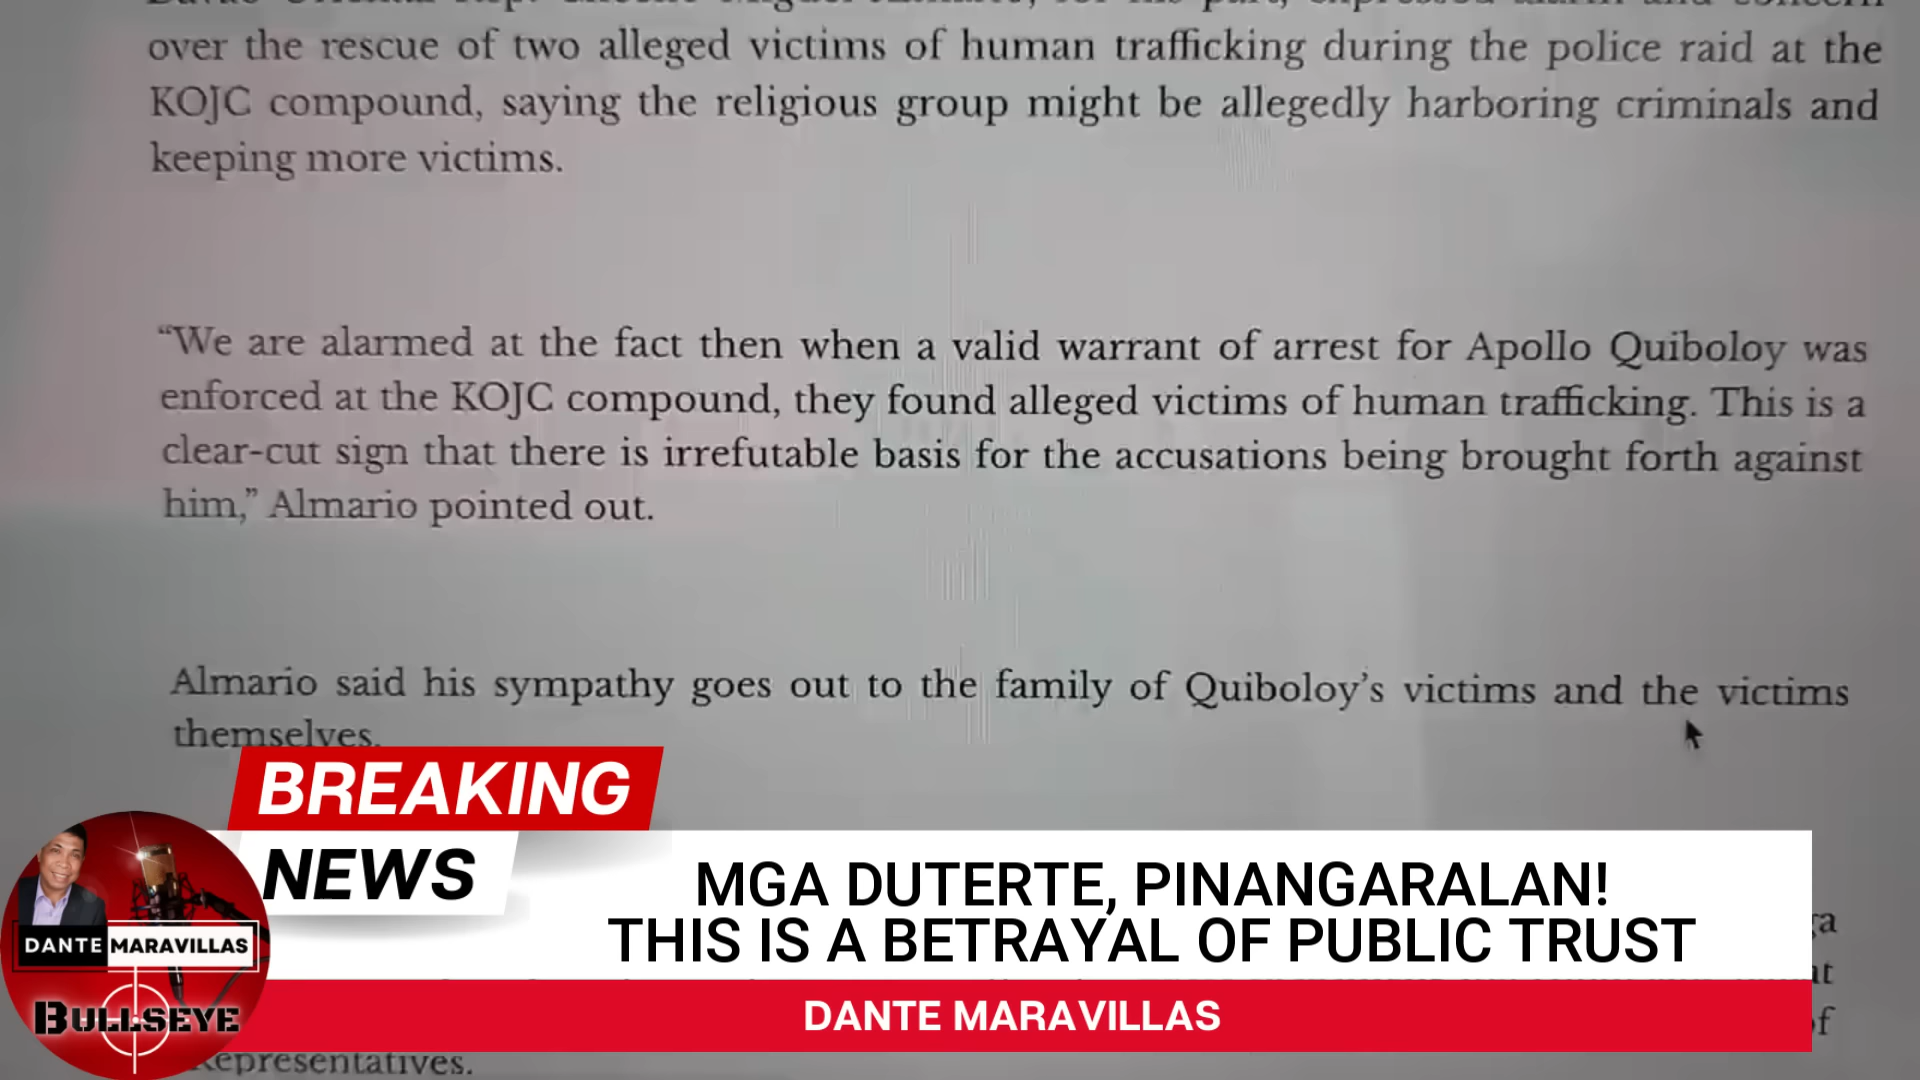 over the rescue of two alleged victims of human trafficking during the police raid at the
KOJC compound, saying the religious group might be allegedly harboring criminals and
keeping more victims.
“We are alarmed at the fact then when a valid warrant of arrest for Apollo Quiboloy was
enforced at the KOJC compound, they found alleged victims of human trafficking. This is a
clear-cut sign that there is irrefutable basis for the accusations being brought forth against
him,” Almario pointed out.
Almario said his sympathy goes out to the family of Quiboloy’s victims and the victims
themselves.
BREAKING
NEWS
MGA DUTERTE, PINANGARALAN!
THIS IS A BETRAYAL OF PUBLIC TRUST
DANTE MARAVILLAS
DANTE MARAVILLAS
BULLSEYE
Representatives.